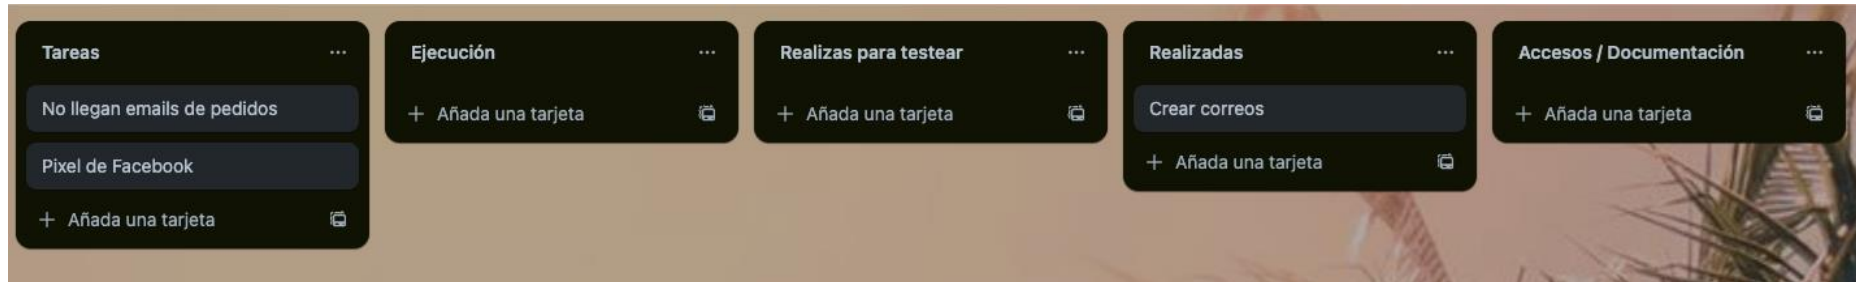 Tareas
No llegan emails de pedidos
Pixel de Facebook
+ Añada una tarjeta
Ejecución
+ Añada una tarjeta
Realizas para testear
+ Añada una tarjeta
Realizadas
Crear correos
+ Añada una tarjeta
Accesos / Documentación
+ Añada una tarjeta